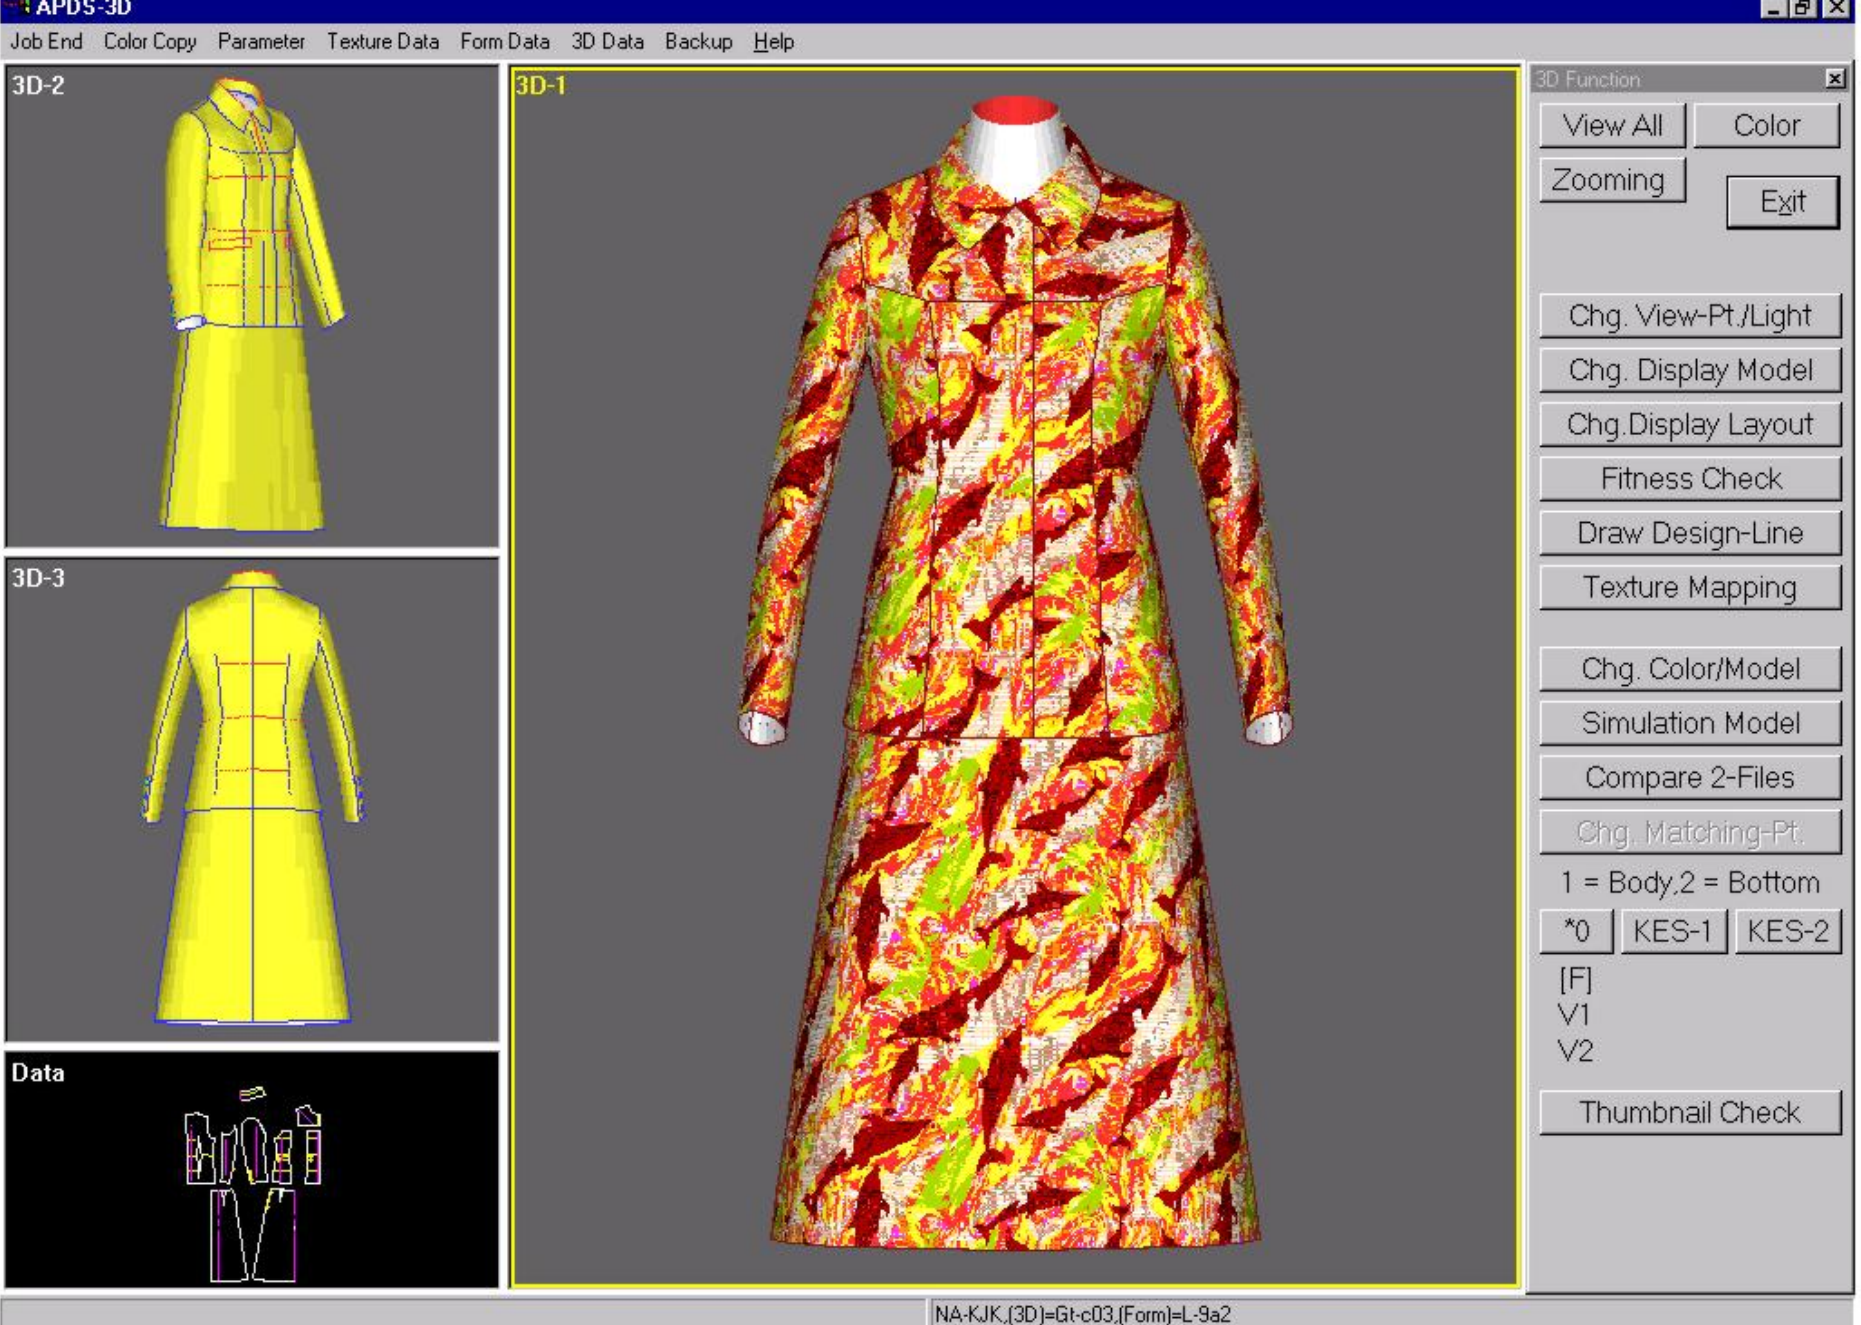 APDS-3D
Job End Color Copy Parameter Texture Data Form Data 3D Data Backup Help
3D-2
3D-1
3D-3
Data
3D Function
View All Color
Zooming
Exit
Chg. View-Pt./Light
Chg. Display Model
Chg.Display Layout
Fitness Check
Draw Design-Line
Texture Mapping
Chg. Color/Model
Simulation Model
Compare 2-Files
Chg. Matching-Pt.
1 = Body,2 = Bottom
*0 KES-1 KES-2
[F]
V1
V2
Thumbnail Check
NA-KJK,(3D)=Gt-c03,(Form)=L-9a2